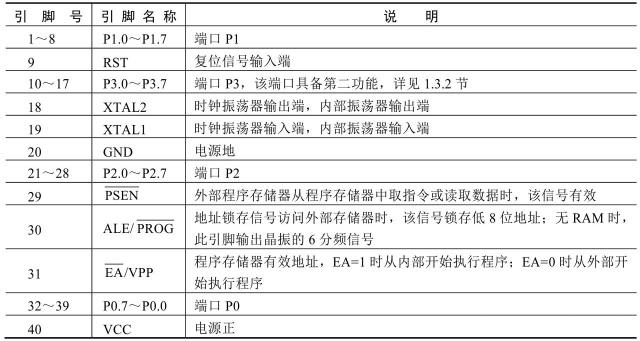 引 脚 号 引 脚 名 称 说 明
1～8 P1.0～P1.7 端口 P1
9 RST 复位信号输入端
10～17 P3.0～P3.7 端口 P3，该端口具备第二功能，详见 1.3.2 节
18 XTAL2 时钟振荡器输出端，内部振荡器输出端
19 XTAL1 时钟振荡器输入端，内部振荡器输入端
20 GND 电源地
21～28 P2.0～P2.7 端口 P2
29 PSEN 外部程序存储器从程序存储器中取指令或读取数据时，该信号有效
30 ALE/ PROG 地址锁存信号访问外部存储器时，该信号锁存低 8 位地址；无 RAM 时，
此引脚输出晶振的 6 分频信号
31 EA/VPP 程序存储器有效地址，EA=1 时从内部开始执行程序；EA=0 时从外部开
始执行程序
32～39 P0.7～P0.0 端口 P0
40 VCC 电源正